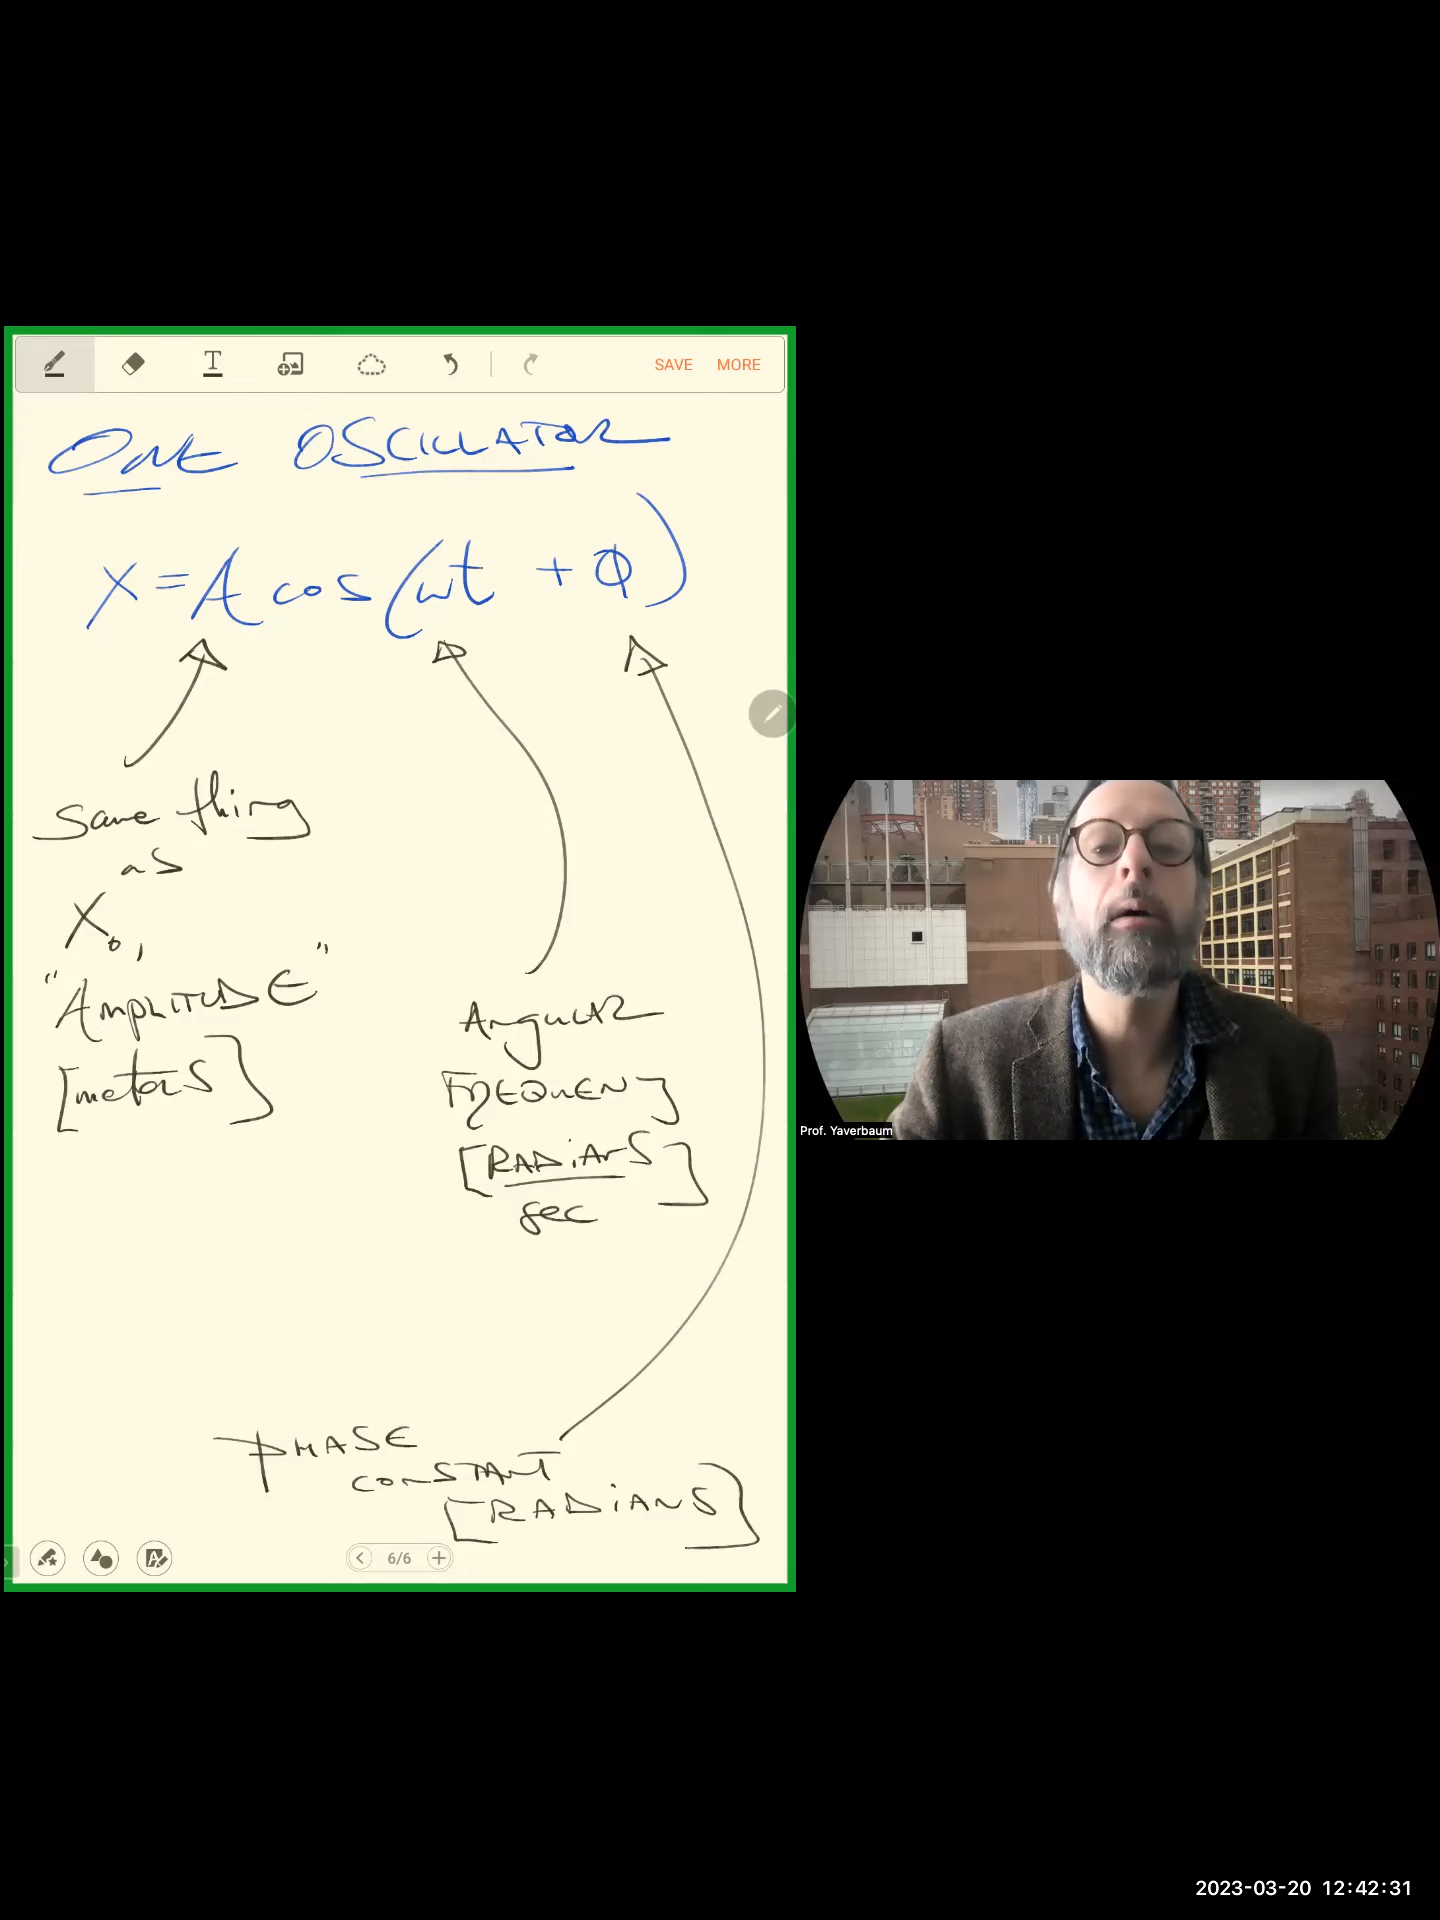 T
SAVE MORE
ONE OSCILLATOR
X = A cos(ωt + Φ)
Same thing
as
X₀,
"AMPLITUDE"
[meters]
Angular
FREQUENCY
[RADIANS
sec]
PHASE
CONSTANT
[RADIANS]
6/6
Prof. Yaverbaum
2023-03-20 12:42:31